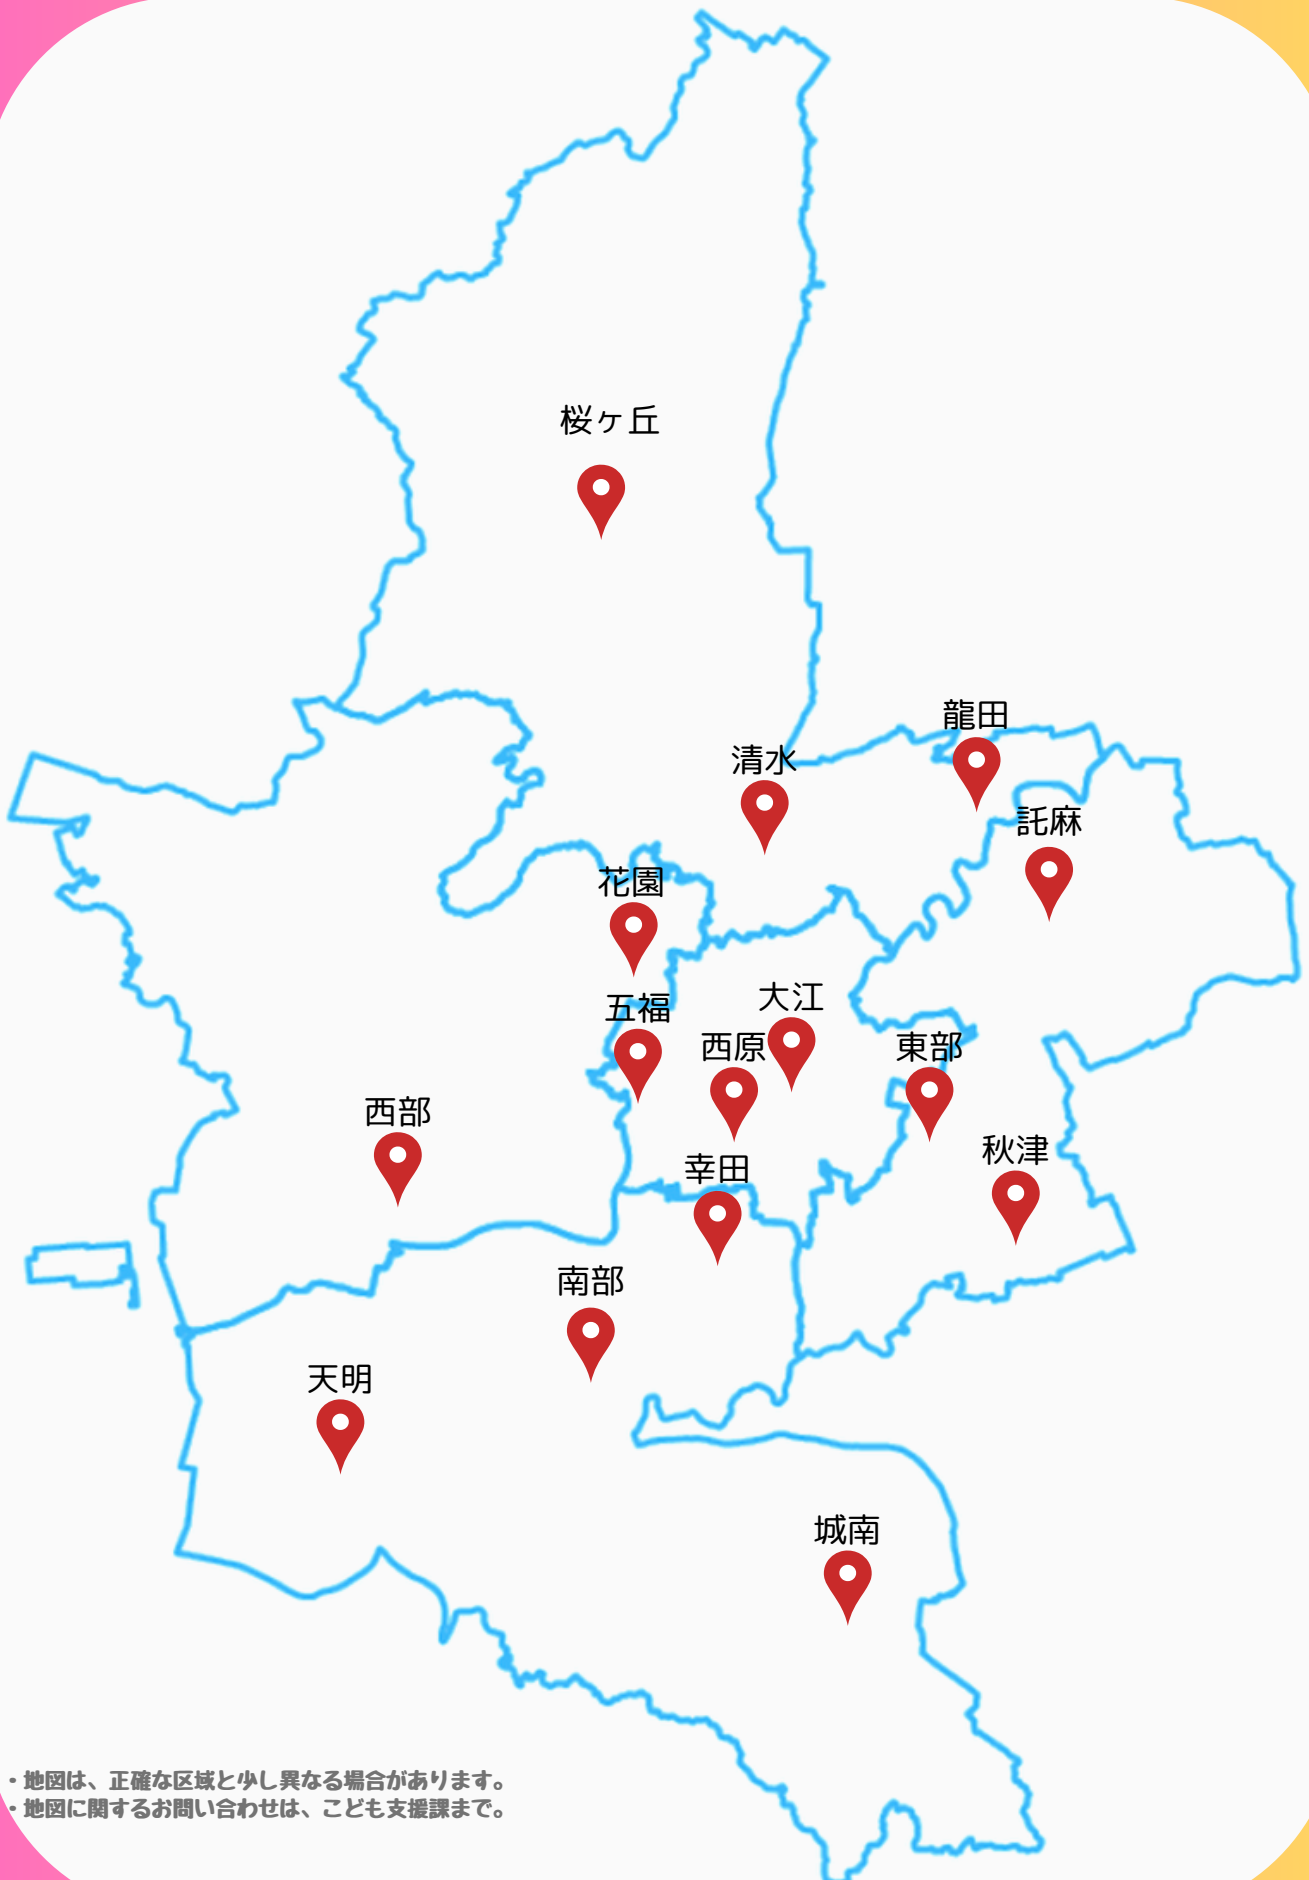 桜ヶ丘
龍田
清水
託麻
花園
大江
五福
西原
東部
西部
秋津
幸田
南部
天明
城南
・地図は、正確な区域と少し異なる場合があります。
・地図に関するお問い合わせは、こども支援課まで。